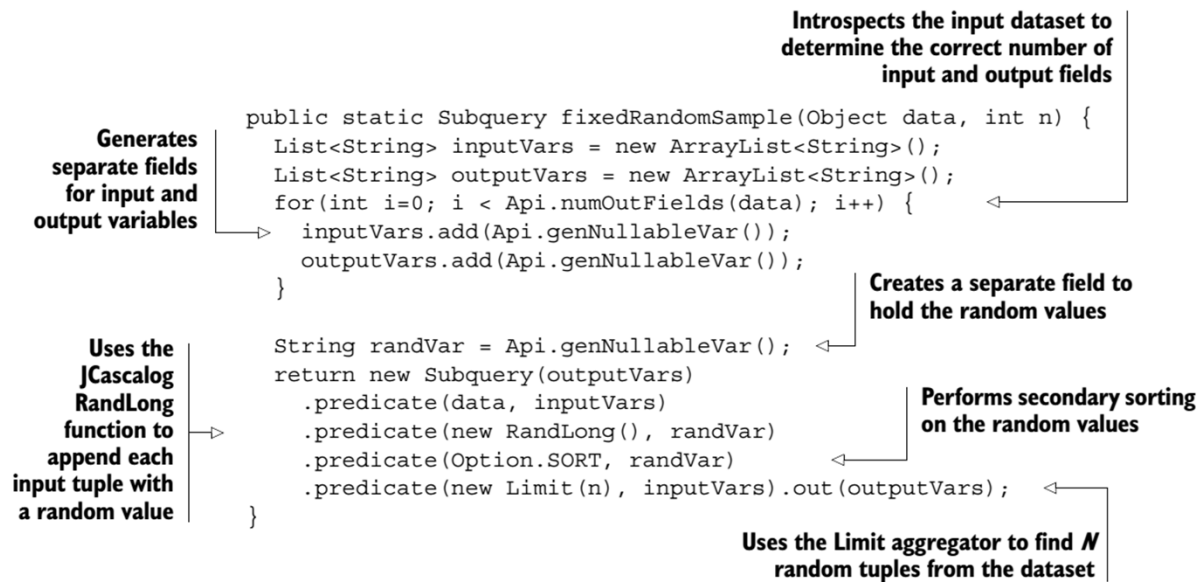 Introspects the input dataset to
determine the correct number of
input and output fields
public static Subquery fixedRandomSample(Object data, int n) {
Generates
separate fields
for input and
output variables
List<String> inputVars = new ArrayList<String>();
List<String> outputVars = new ArrayList<String>();
for(int i=0; i < Api.numOutFields(data); i++) {
inputVars.add(Api.genNullableVar());
outputVars.add(Api.genNullableVar());
}
Creates a separate field to
hold the random values
Uses the
JCascalog
RandLong
function to
append each
input tuple with
a random value
String randVar = Api.genNullableVar();
return new Subquery(outputVars)
.predicate(data, inputVars)
.predicate(new RandLong(), randVar)
.predicate(Option.SORT, randVar)
.predicate(new Limit(n), inputVars).out(outputVars);
}
Performs secondary sorting
on the random values
Uses the Limit aggregator to find N
random tuples from the dataset